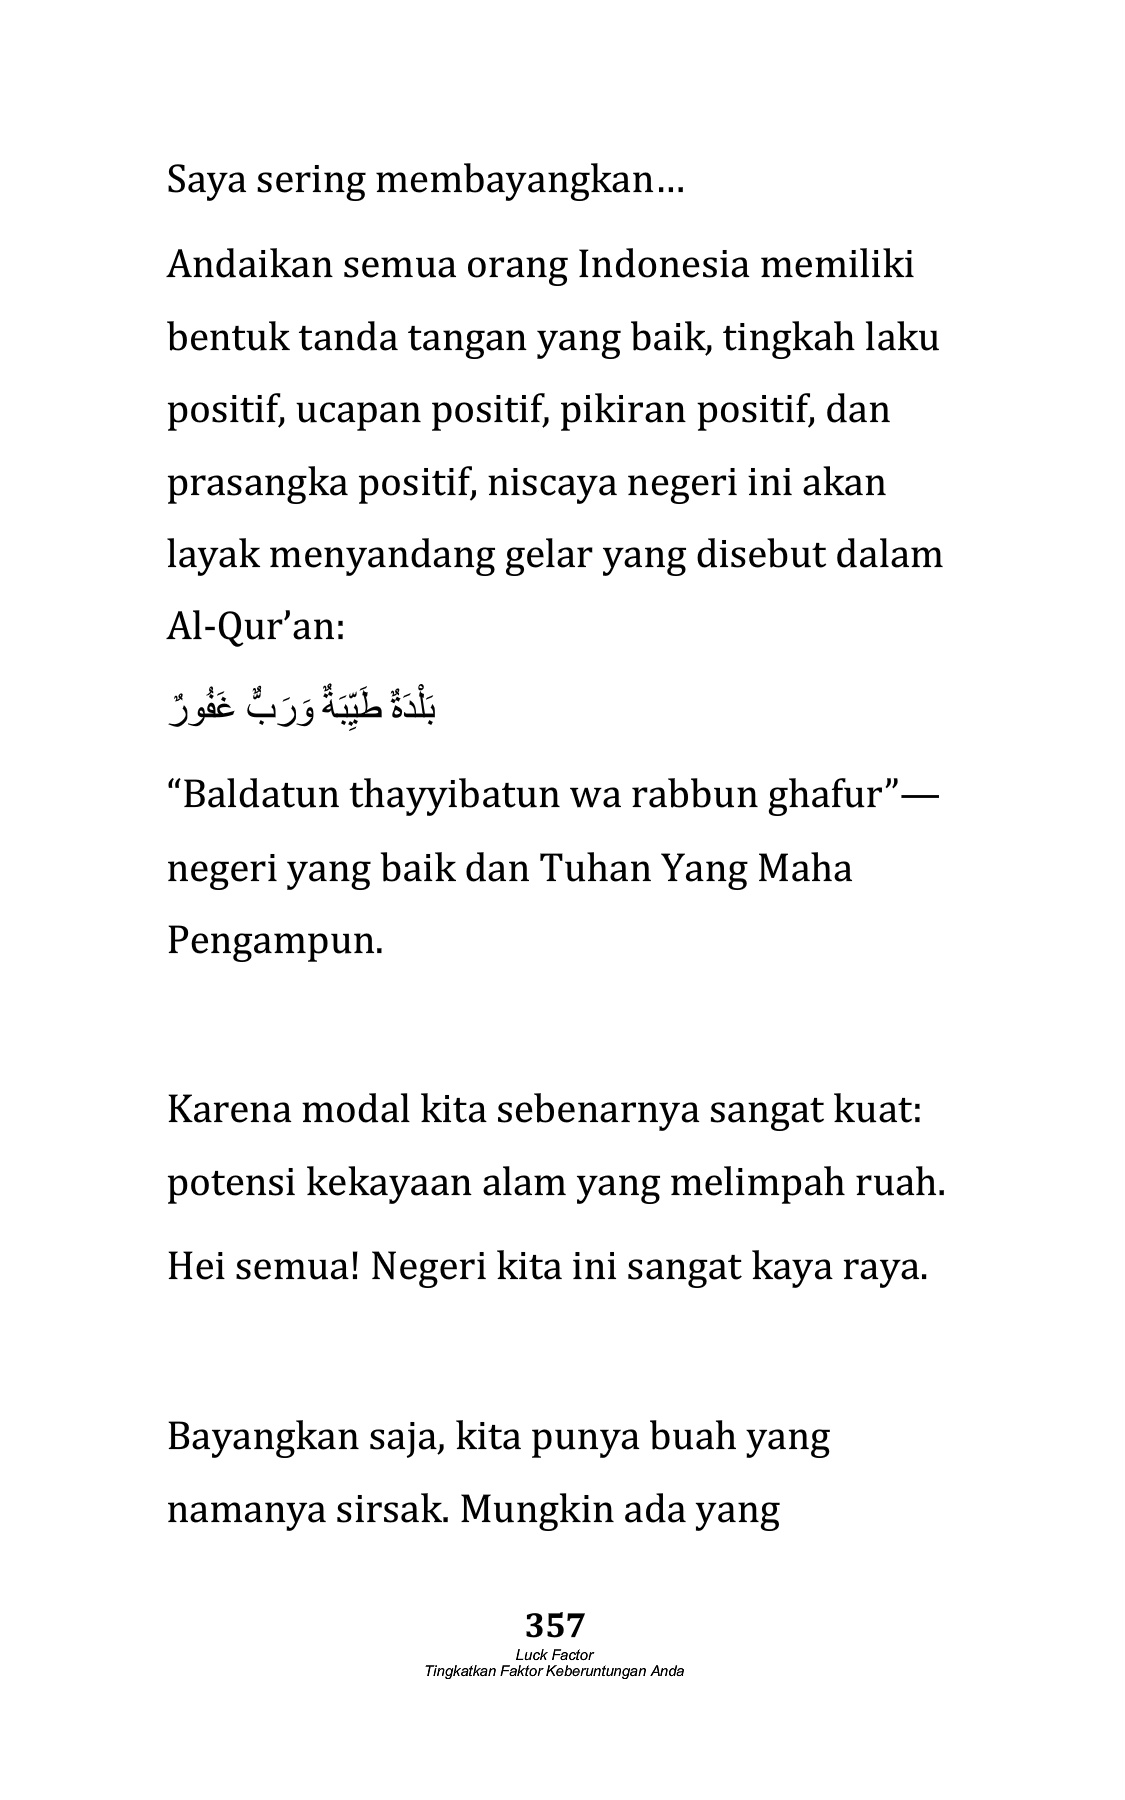 Saya sering membayangkan…
Andaikan semua orang Indonesia memiliki
bentuk tanda tangan yang baik, tingkah laku
positif, ucapan positif, pikiran positif, dan
prasangka positif, niscaya negeri ini akan
layak menyandang gelar yang disebut dalam
Al-Qur’an:
بَلْدَةٌ طَيِّبَةٌ وَرَبٌّ غَفُورٌ
“Baldatun thayyibatun wa rabbun ghafur”—
negeri yang baik dan Tuhan Yang Maha
Pengampun.
Karena modal kita sebenarnya sangat kuat:
potensi kekayaan alam yang melimpah ruah.
Hei semua! Negeri kita ini sangat kaya raya.
Bayangkan saja, kita punya buah yang
namanya sirsak. Mungkin ada yang
357
Luck Factor
Tingkatkan Faktor Keberuntungan Anda